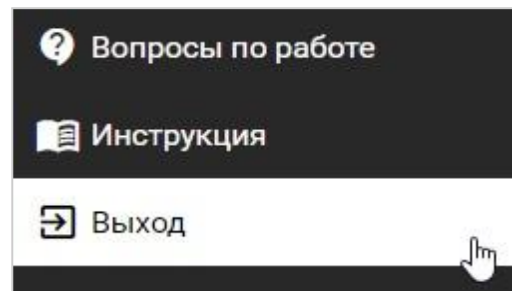 Вопросы по работе
Инструкция
Выход